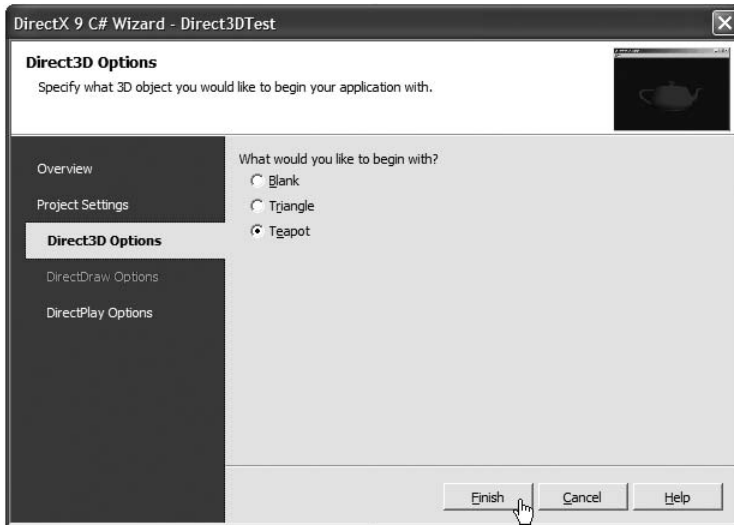 DirectX 9 C# Wizard - Direct3DTest
Direct3D Options
Specify what 3D object you would like to begin your application with.
Overview
Project Settings
Direct3D Options
DirectDraw Options
DirectPlay Options
What would you like to begin with?
Blank
Triangle
Teapot
Finish
Cancel
Help